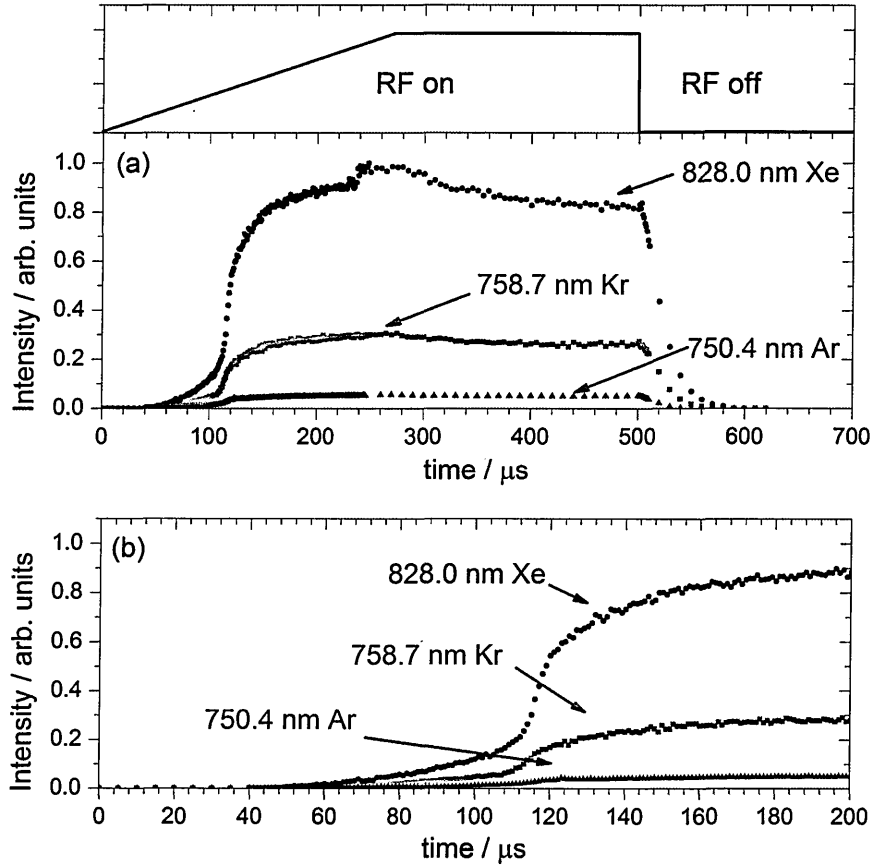 RF on
RF off
(a)
828.0 nm Xe
758.7 nm Kr
750.4 nm Ar
Intensity / arb. units
1.0
0.8
0.6
0.4
0.2
0.0
0 100 200 300 400 500 600 700
time / μs
(b)
828.0 nm Xe
758.7 nm Kr
750.4 nm Ar
Intensity / arb. units
1.0
0.8
0.6
0.4
0.2
0.0
0 20 40 60 80 100 120 140 160 180 200
time / μs